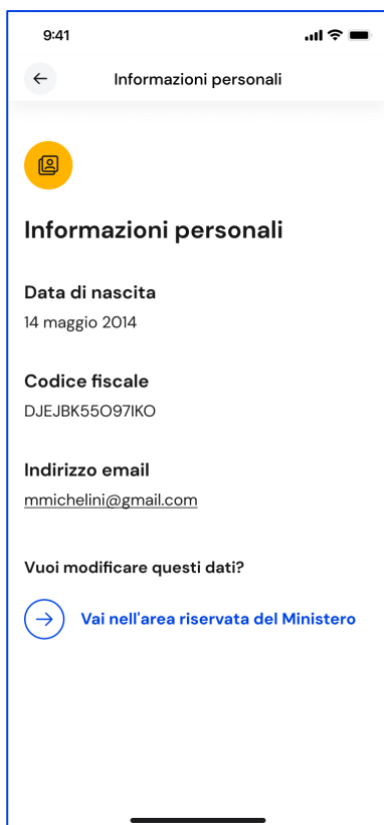 9:41
Informazioni personali
Informazioni personali
Data di nascita
14 maggio 2014
Codice fiscale
DJEJBK55O97IKO
Indirizzo email
mmichelini@gmail.com
Vuoi modificare questi dati?
Vai nell'area riservata del Ministero